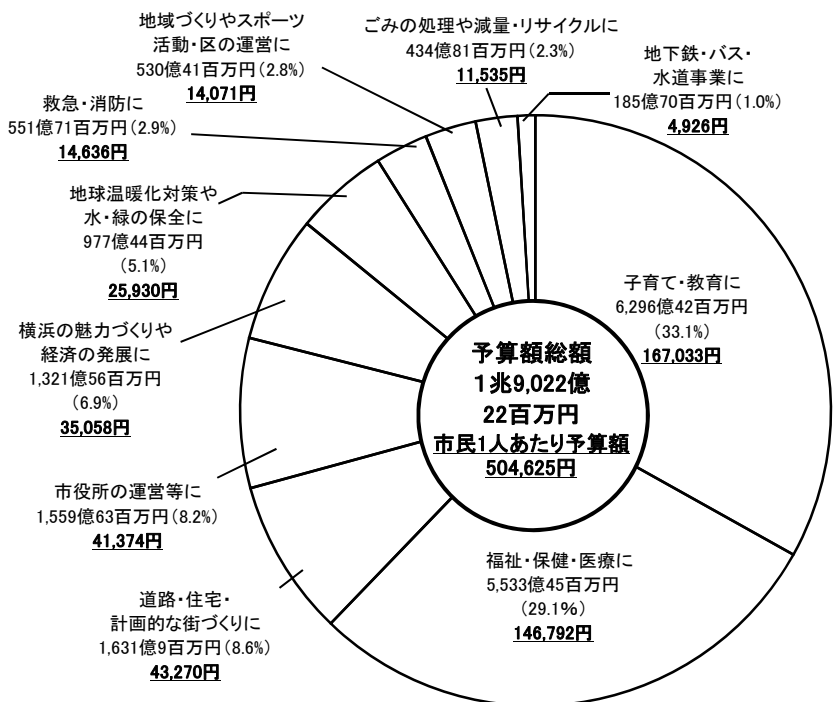 地域づくりやスポーツ
活動・区の運営に
530億41百万円(2.8%)
14,071円
ごみの処理や減量・リサイクルに
434億81百万円(2.3%)
11,535円
地下鉄・バス・
水道事業に
185億70百万円(1.0%)
4,926円
救急・消防に
551億71百万円(2.9%)
14,636円
地球温暖化対策や
水・緑の保全に
977億44百万円
(5.1%)
25,930円
子育て・教育に
6,296億42百万円
(33.1%)
167,033円
横浜の魅力づくりや
経済の発展に
1,321億56百万円
(6.9%)
35,058円
予算額総額
1兆9,022億
22百万円
市民1人あたり予算額
504,625円
市役所の運営等に
1,559億63百万円(8.2%)
41,374円
福祉・保健・医療に
5,533億45百万円
(29.1%)
146,792円
道路・住宅・
計画的な街づくりに
1,631億9百万円(8.6%)
43,270円